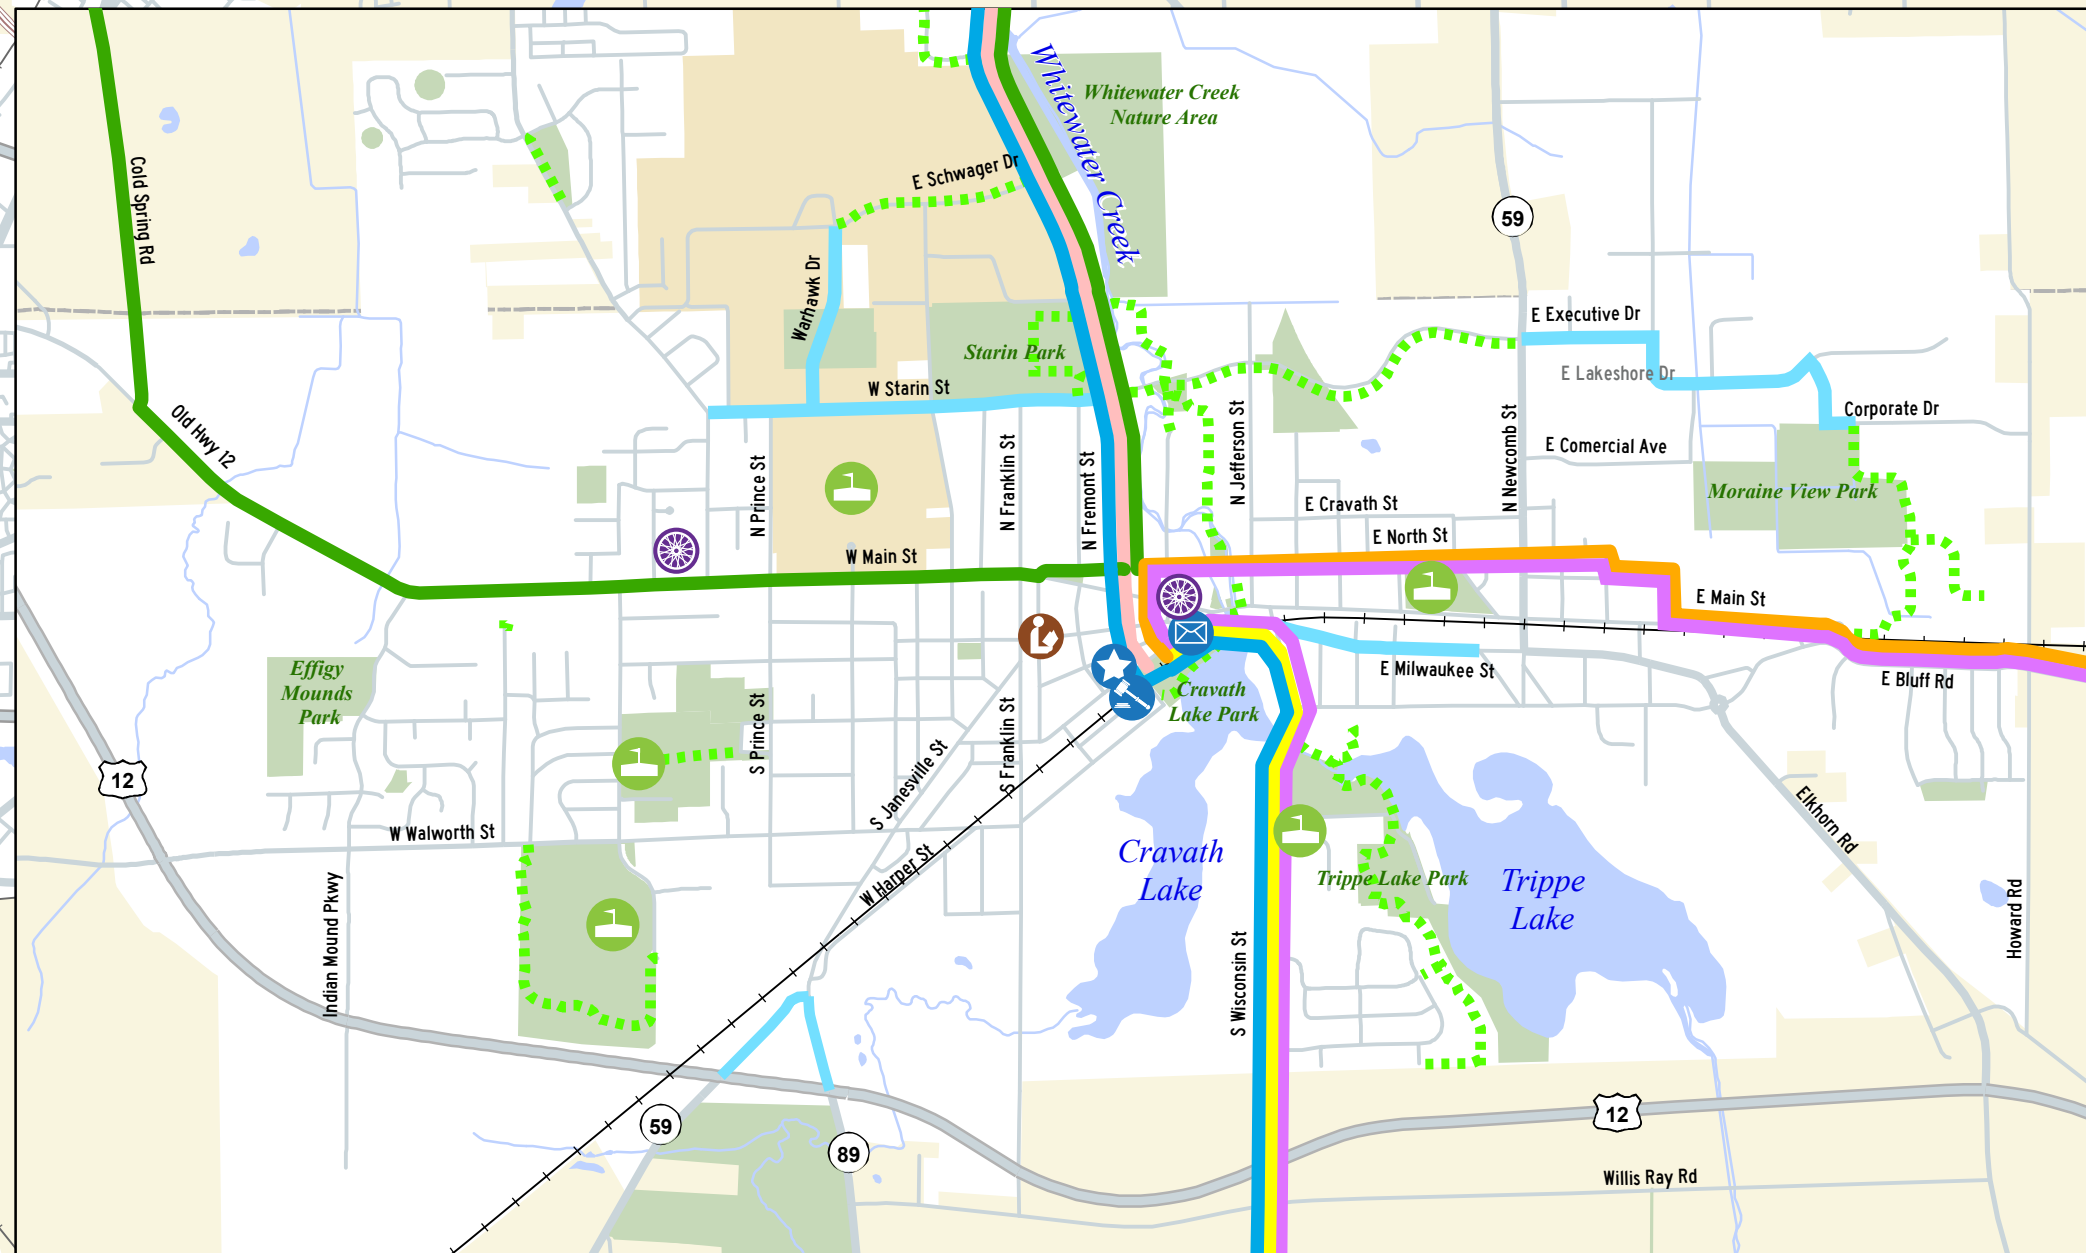 Whitewater Creek
Whitewater Creek
Nature Area
Cold Spring Rd
E Schwager Dr
59
Warhawk Dr
E Executive Dr
Starin Park
E Lakeshore Dr
W Starin St
Corporate Dr
Old Hwy 12
N Prince St
N Franklin St
N Fremont St
N Jefferson St
N Newcomb St
E Comercial Ave
Moraine View Park
E Cravath St
E North St
W Main St
E Main St
E Milwaukee St
E Bluff Rd
Effigy
Mounds
Park
Cravath
Lake Park
S Prince St
S Janesville St
S Franklin St
12
W Walworth St
Elkhorn Rd
Cravath
Lake
W Harper St
Trippe Lake Park
Trippe
Lake
Indian Mound Pkwy
S Wisconsin St
Howard Rd
59
89
12
Willis Ray Rd